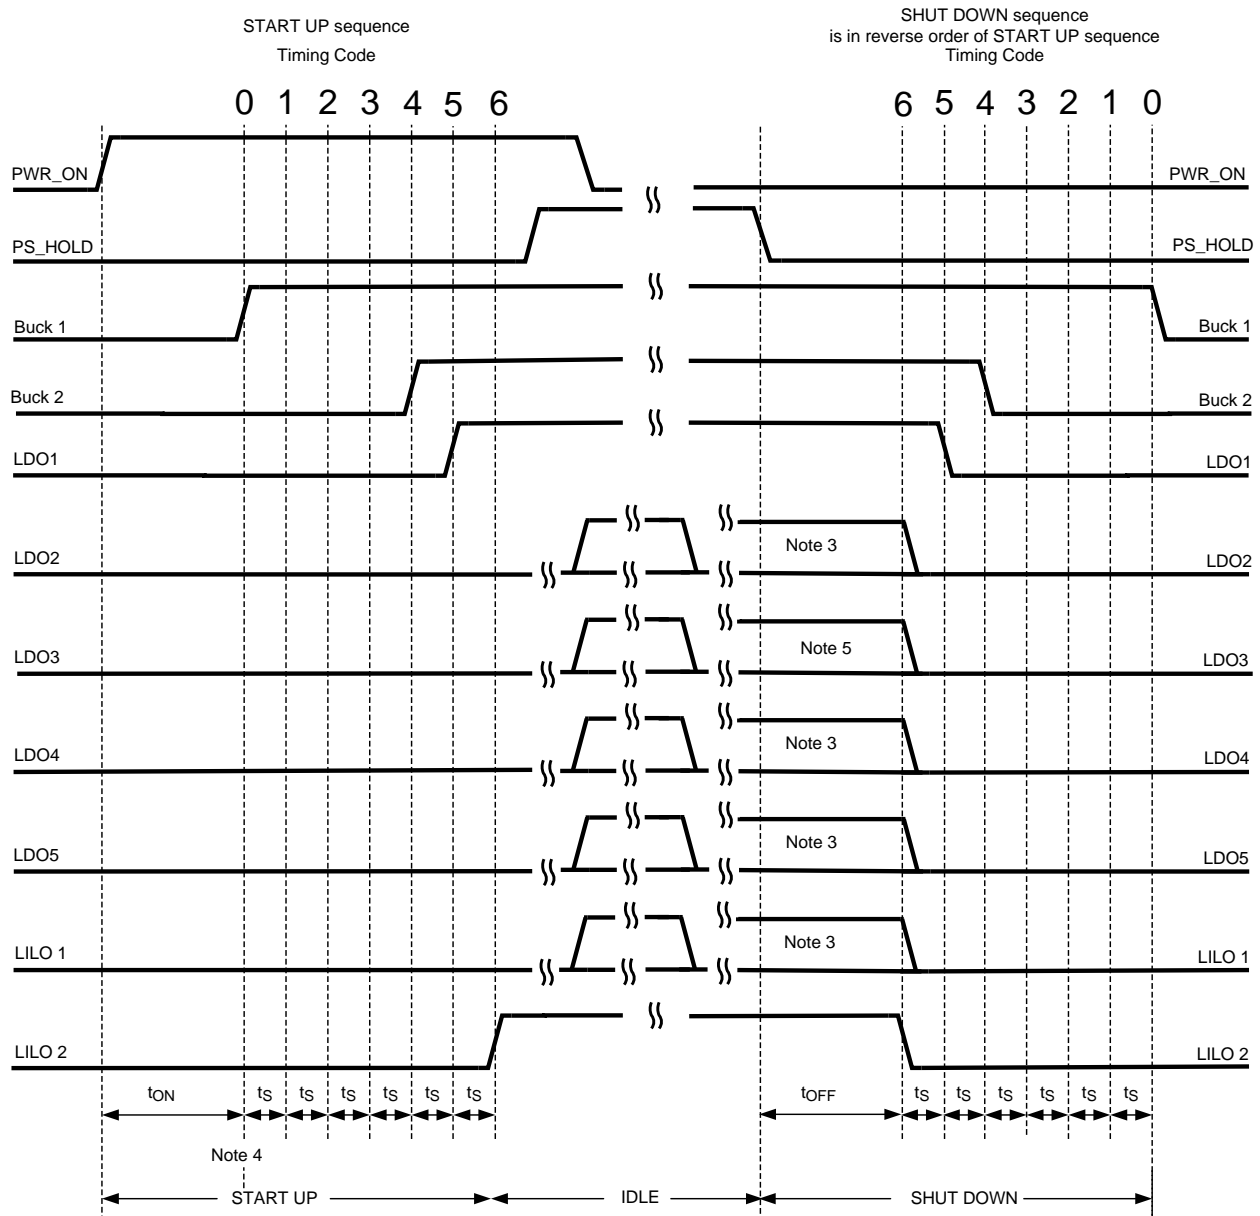 START UP sequence
Timing Code
SHUT DOWN sequence
is in reverse order of START UP sequence
Timing Code
0 1 2 3 4 5 6
6 5 4 3 2 1 0
PWR_ON
PWR_ON
PS_HOLD
PS_HOLD
Buck 1
Buck 1
Buck 2
Buck 2
LDO1
LDO1
LDO2
Note 3
LDO2
LDO3
Note 5
LDO3
LDO4
Note 3
LDO4
LDO5
Note 3
LDO5
LILO 1
Note 3
LILO 1
LILO 2
LILO 2
tON tS tS tS tS tS tS
tOFF tS tS tS tS tS tS
Note 4
START UP
IDLE
SHUT DOWN